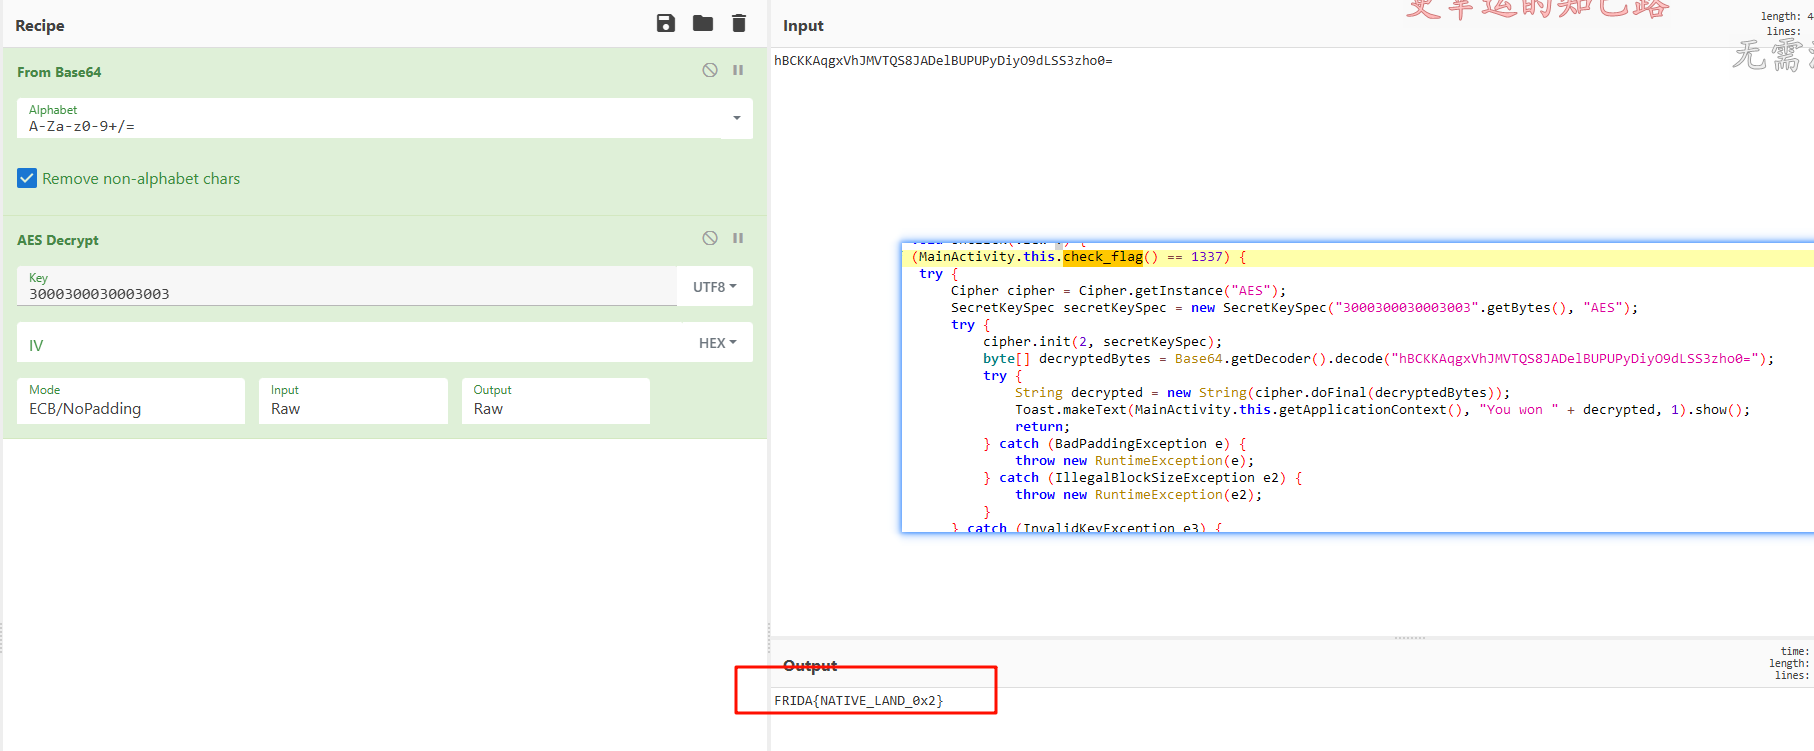 Recipe
From Base64
Alphabet
A-Za-z0-9+/=
Remove non-alphabet chars
AES Decrypt
Key
3000300030003003
UTF8
IV
HEX
Mode
ECB/NoPadding
Input
Raw
Output
Raw
Input
length: 4
lines:
hBCKKAqgxVhJMVTQS8JADelBUPUPyDiyO9dLSS3zho0=
(MainActivity.this.check_flag() == 1337) {
try {
Cipher cipher = Cipher.getInstance("AES");
SecretKeySpec secretKeySpec = new SecretKeySpec("3000300030003003".getBytes(), "AES");
try {
cipher.init(2, secretKeySpec);
byte[] decryptedBytes = Base64.getDecoder().decode("hBCKKAqgxVhJMVTQS8JADelBUPUPyDiyO9dLSS3zho0=");
try {
String decrypted = new String(cipher.doFinal(decryptedBytes));
Toast.makeText(MainActivity.this.getApplicationContext(), "You won " + decrypted, 1).show();
return;
} catch (BadPaddingException e) {
throw new RuntimeException(e);
} catch (IllegalBlockSizeException e2) {
throw new RuntimeException(e2);
}
} catch (InvalidKeyException e3) {
Output
time:
length:
lines:
FRIDA{NATIVE_LAND_0x2}
更幸运的知己路
无需